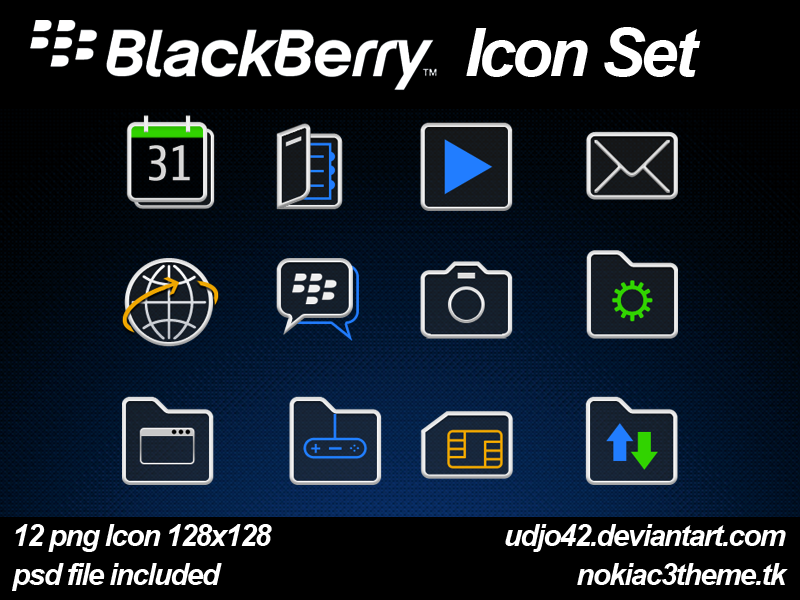 BlackBerry™ Icon Set
31
12 png Icon 128x128
psd file included
udjo42.deviantart.com
nokiac3theme.tk